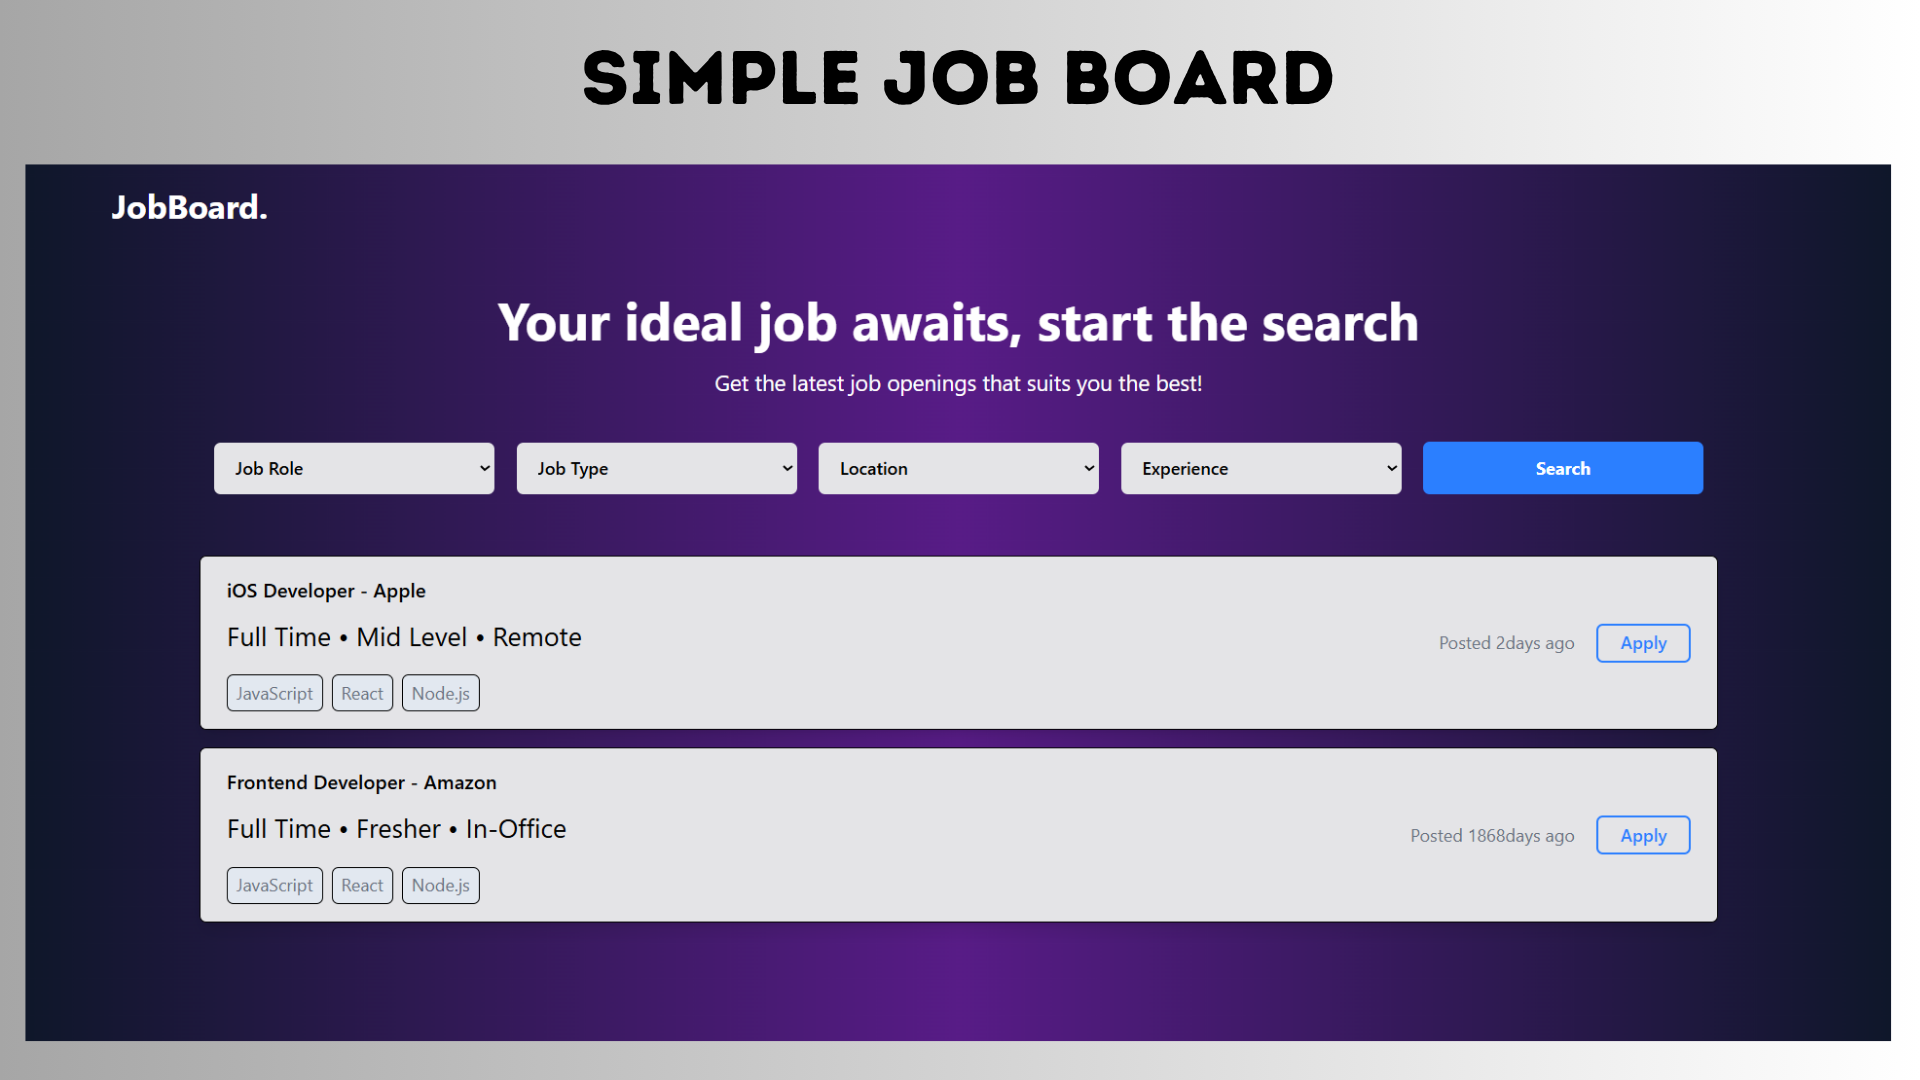 SIMPLE JOB BOARD
JobBoard.
Your ideal job awaits, start the search
Get the latest job openings that suits you the best!
Job Role Job Type Location Experience Search
iOS Developer - Apple
Full Time • Mid Level • Remote
Posted 2days ago Apply
JavaScript React Node.js
Frontend Developer - Amazon
Full Time • Fresher • In-Office
Posted 1868days ago Apply
JavaScript React Node.js